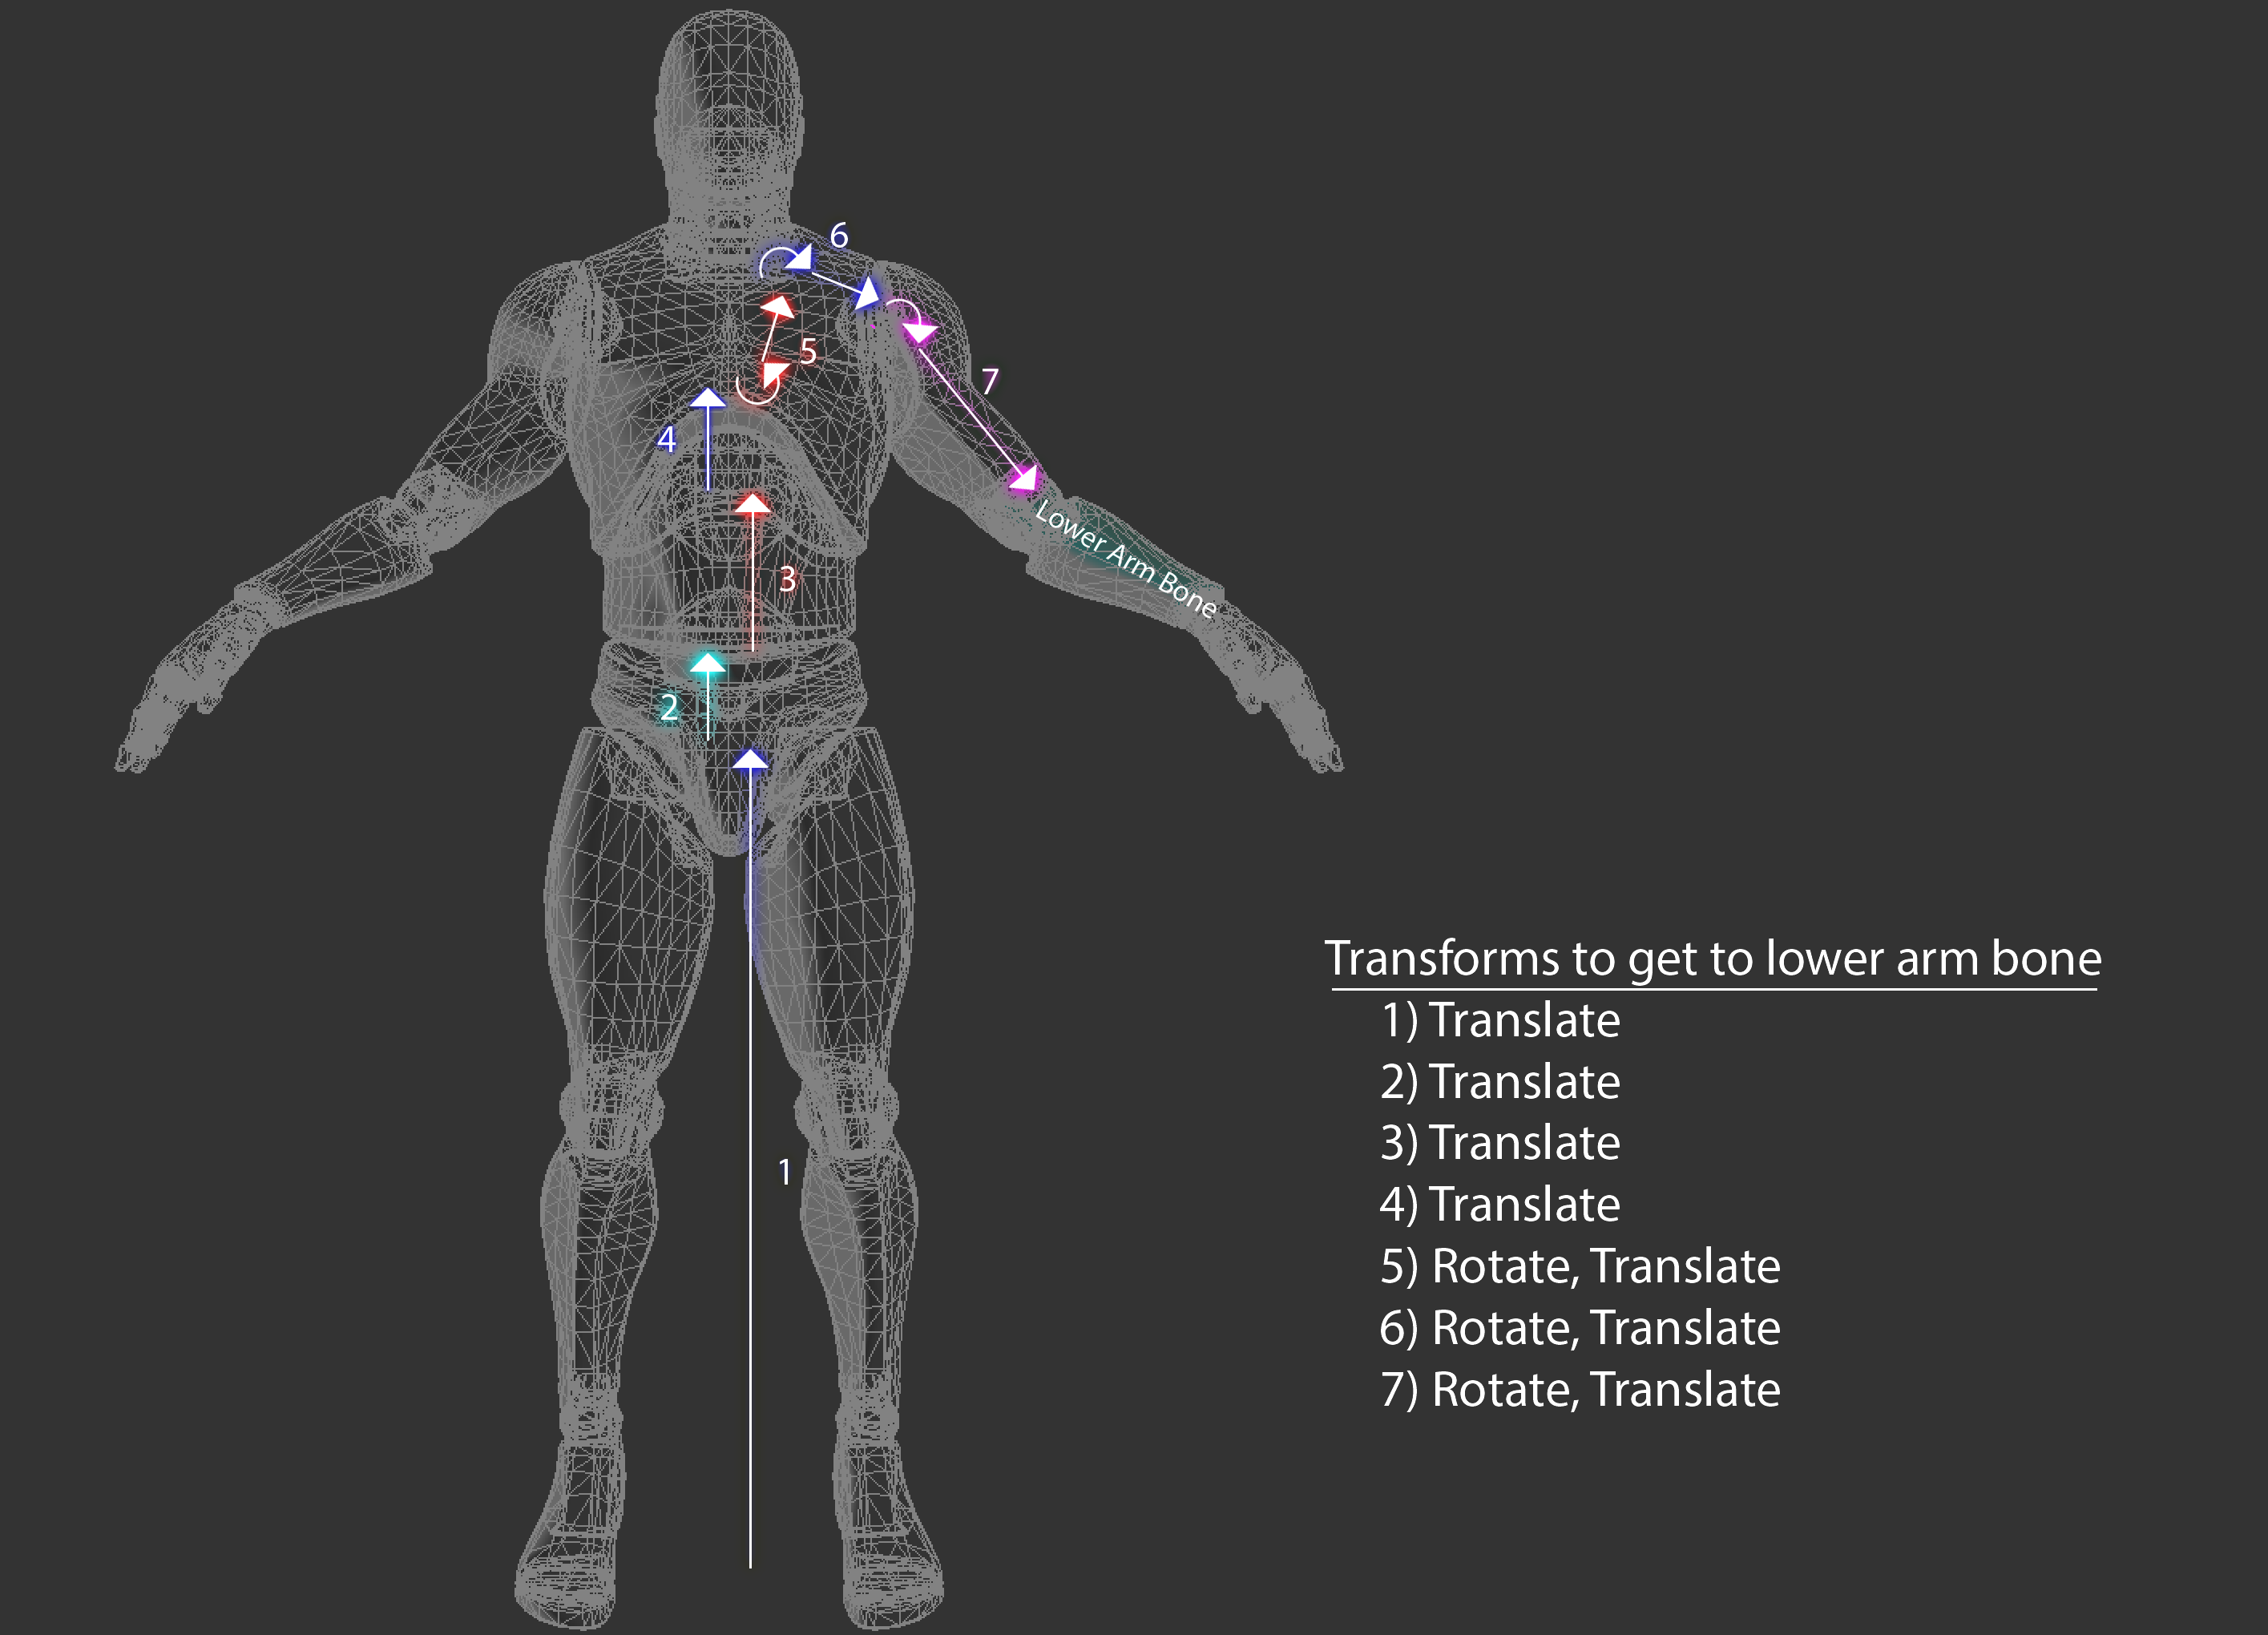 6
5
7
4
Lower Arm Bone
3
2
1
Transforms to get to lower arm bone
1) Translate
2) Translate
3) Translate
4) Translate
5) Rotate, Translate
6) Rotate, Translate
7) Rotate, Translate